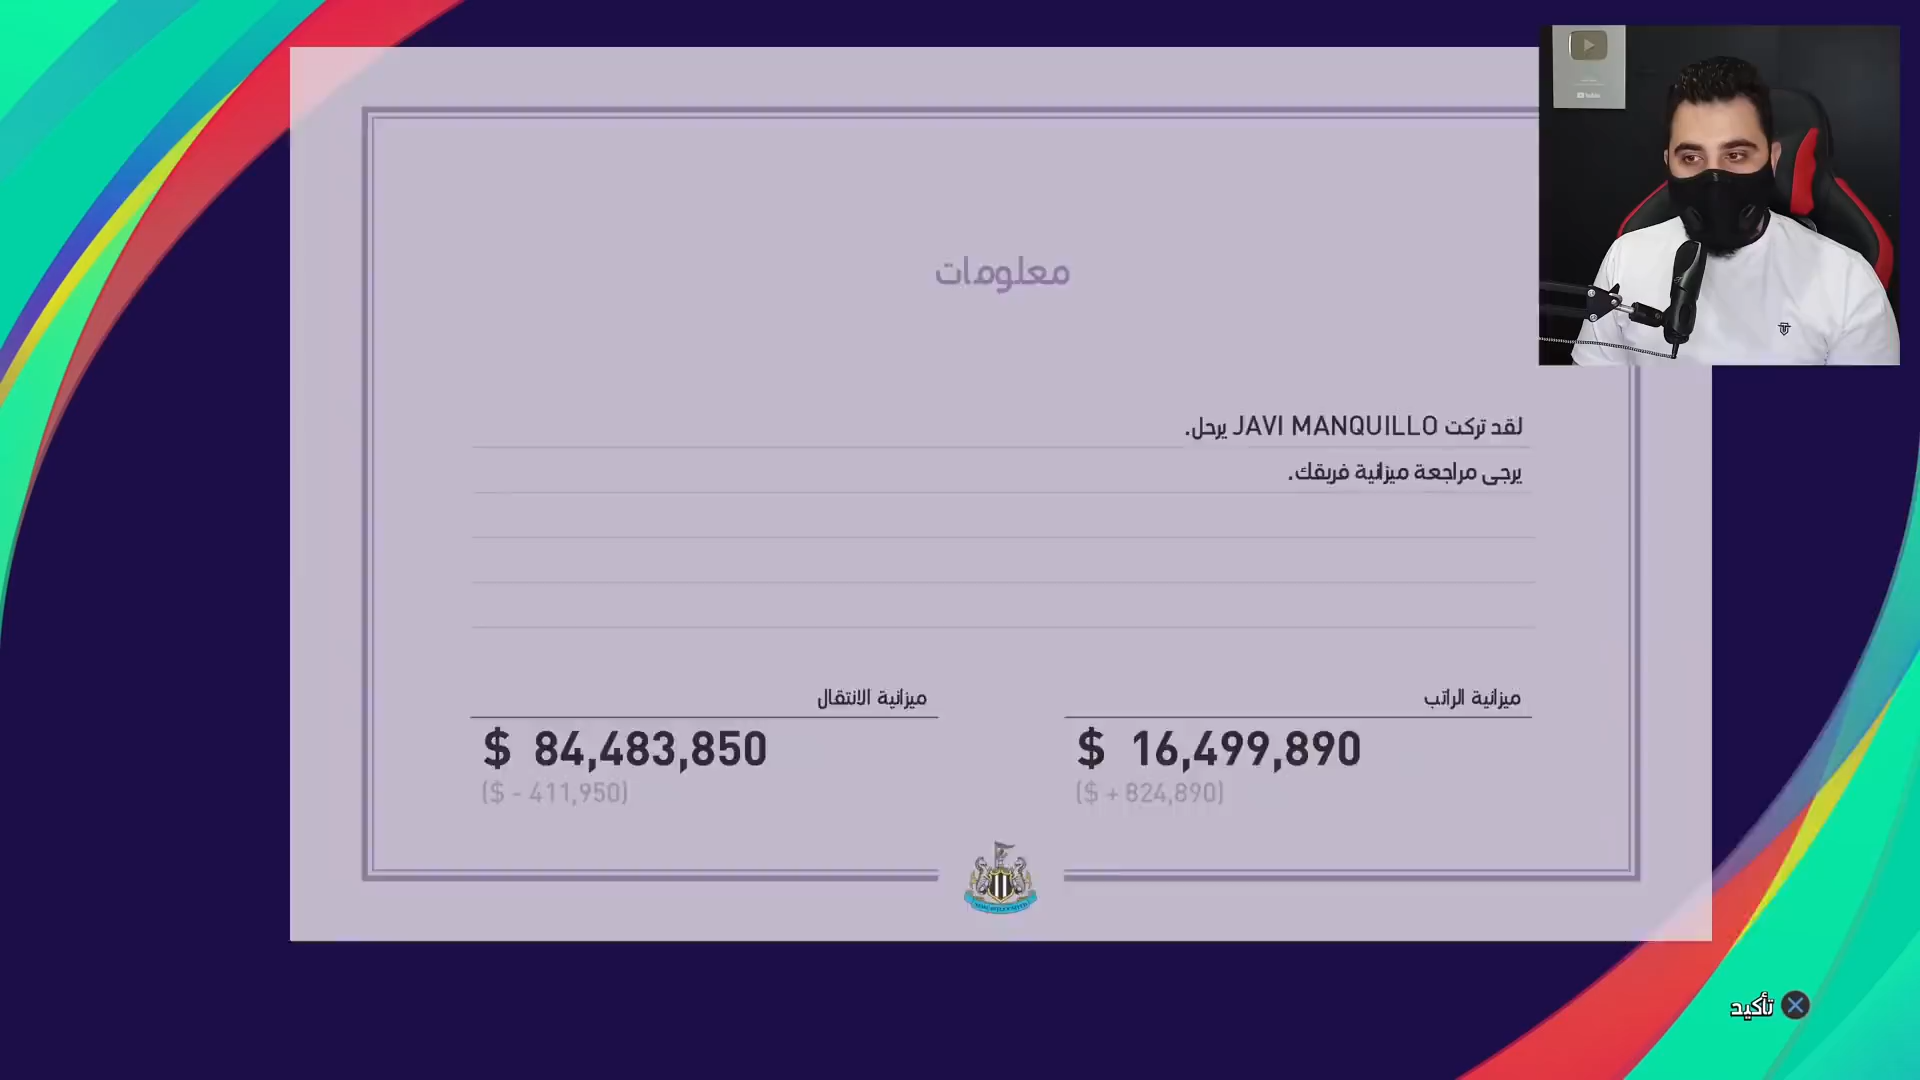 معلومات
لقد تركت JAVI MANQUILLO يرحل.
يرجى مراجعة ميزانية فريقك.
ميزانية الراتب
$ 16,499,890
($ + 824,890)
ميزانية الانتقال
$ 84,483,850
($ - 411,950)
تأكيد